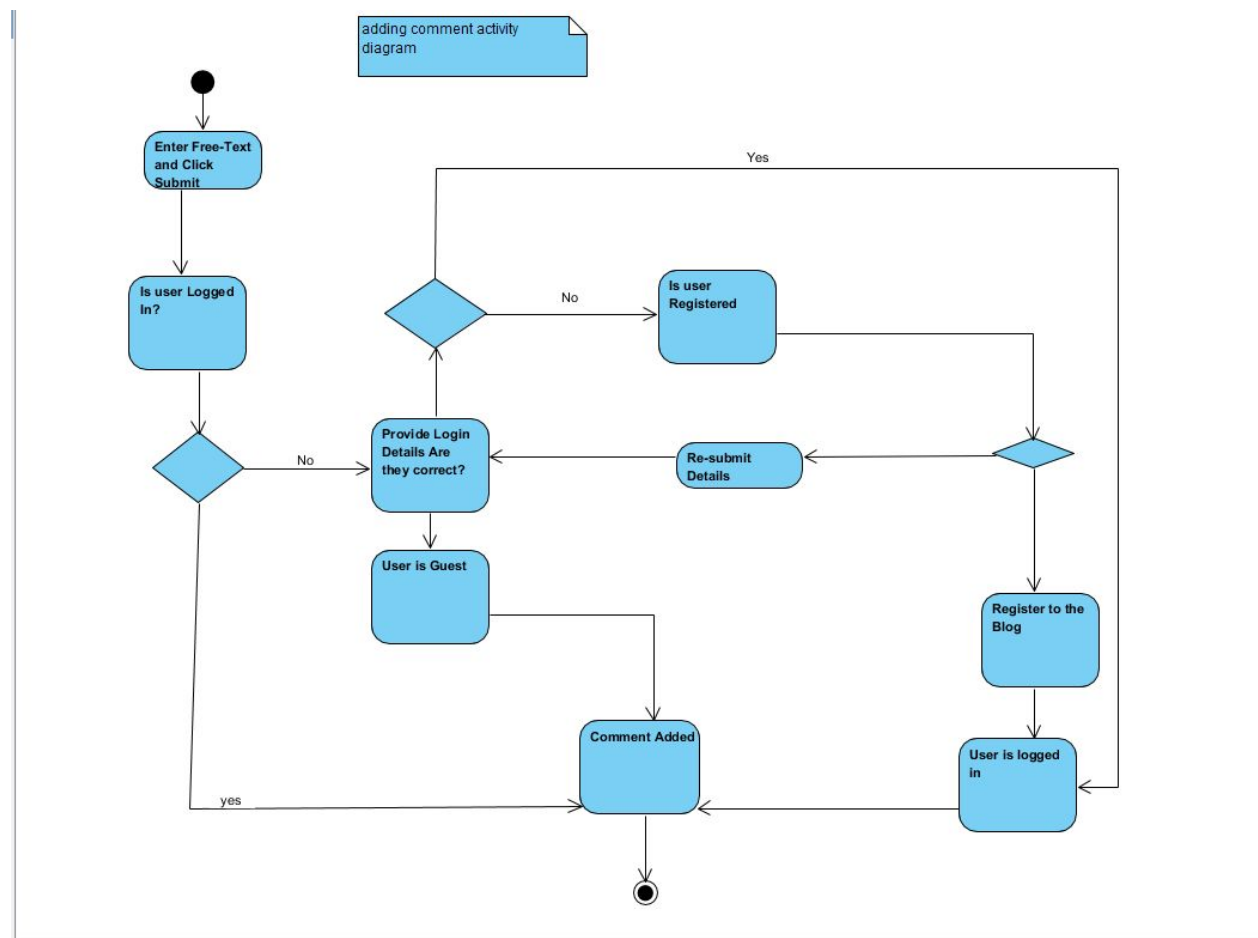 adding comment activity
diagram
Enter Free-Text
and Click
Submit
Yes
Is user Logged
In?
No
Is user
Registered
Provide Login
Details Are
they correct?
No
Re-submit
Details
User is Guest
Register to the
Blog
Comment Added
User is logged
in
yes